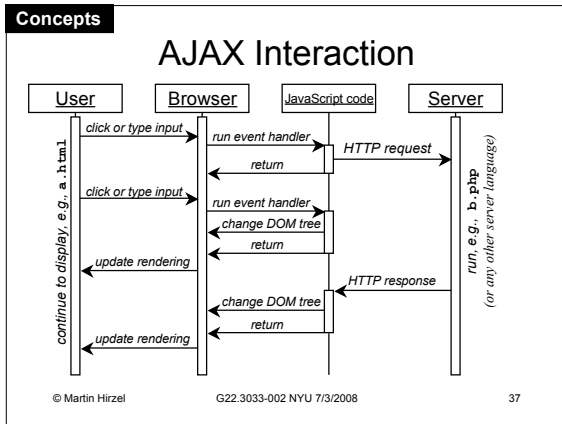 Concepts
AJAX Interaction
User
Browser
JavaScript code
Server
click or type input
run event handler
HTTP request
return
click or type input
run event handler
change DOM tree
return
update rendering
HTTP response
change DOM tree
return
update rendering
continue to display, e.g., a.html
run, e.g., b.php
(or any other server language)
© Martin Hirzel
G22.3033-002 NYU 7/3/2008
37